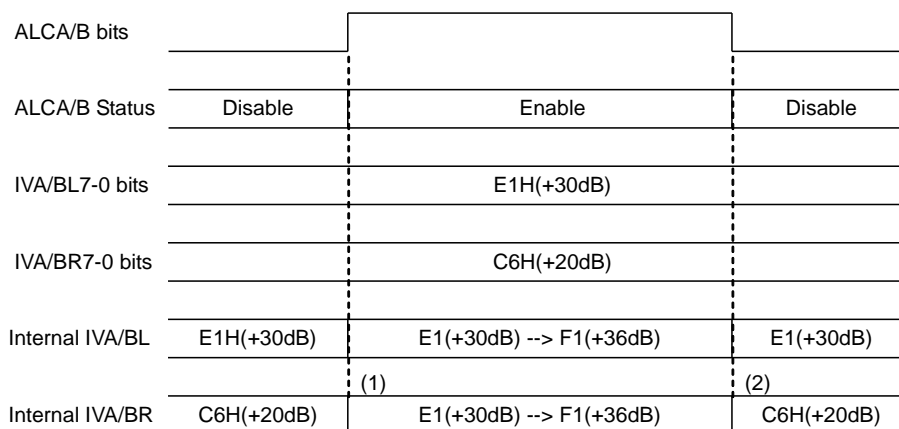 ALCA/B bits
ALCA/B Status Disable Enable Disable
IVA/BL7-0 bits E1H(+30dB)
IVA/BR7-0 bits C6H(+20dB)
Internal IVA/BL E1H(+30dB) E1(+30dB) --> F1(+36dB) E1(+30dB)
(1) (2)
Internal IVA/BR C6H(+20dB) E1(+30dB) --> F1(+36dB) C6H(+20dB)